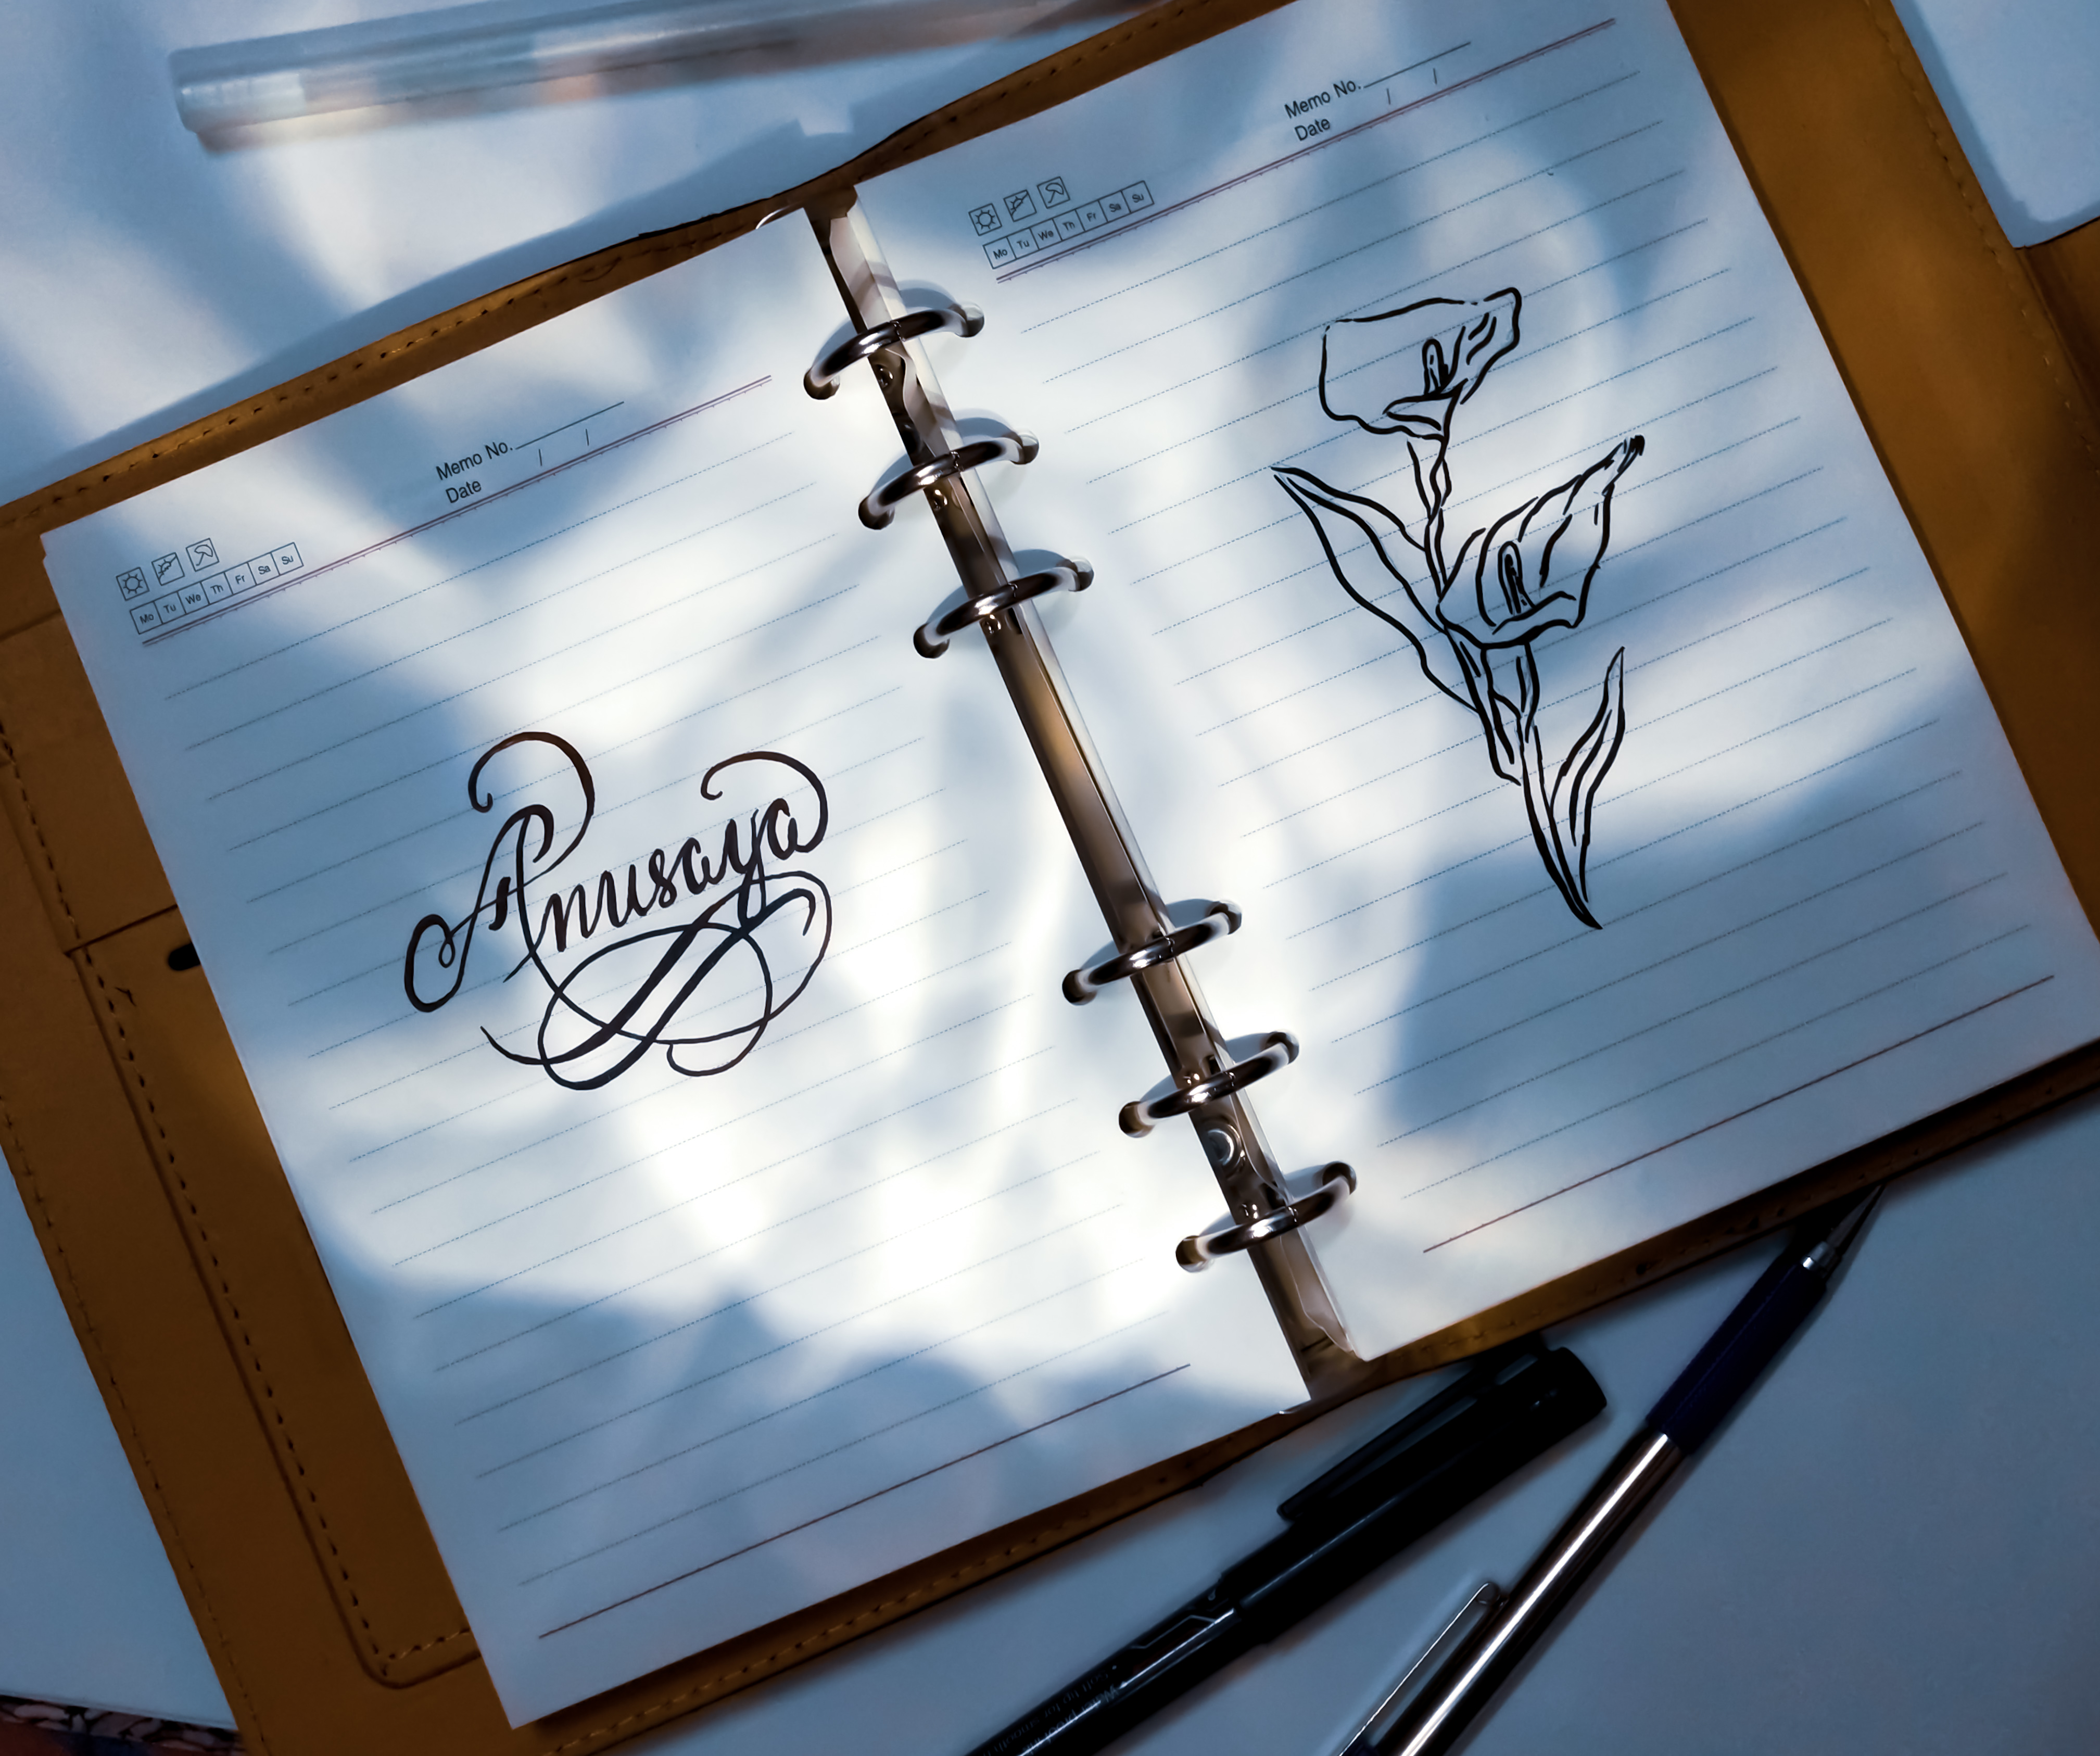 Memo No.
Date / /
Mo Tu We Th Fr Sa Su
Anusaya
Memo No.
Date / /
Mo Tu We Th Fr Sa Su